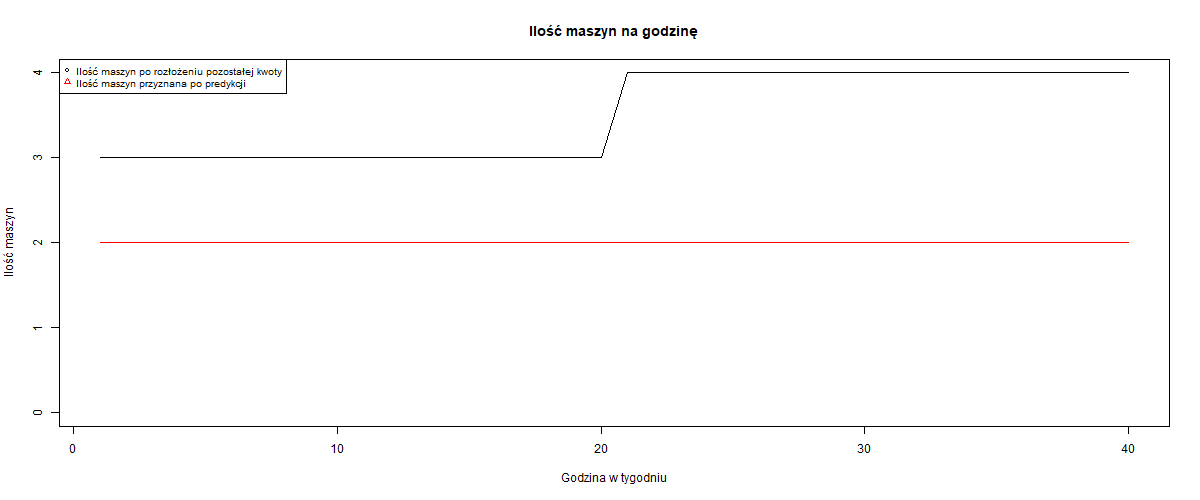 Ilość maszyn na godzinę
Ilość maszyn po rozłożeniu pozostałej kwoty
Ilość maszyn przyznana po predykcji
Ilość maszyn
4
3
2
1
0
0 10 20 30 40
Godzina w tygodniu